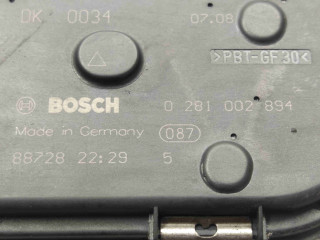 DK 0034
07.08
>PBT-GF30<
BOSCH 0 281 002 894
Made in Germany 087
88728 22:29 5